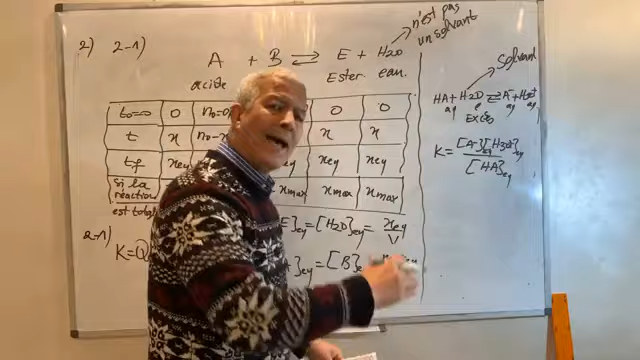 n'est pas
un solvant
2) 2-1)
A + B ⇌ E + H2O
acide Ester eau.
t0=0 0 n0= 0 0
t x n0-x x x
tf xeq xeq xeq
Si la
réaction
est total xmax xmax xmax
2-1)
K=Q
E]eq = [H2O]eq = xeq
V
]eq = [B]e
Solvant
HA + H2O ⇌ A- + H3O+
aq l aq aq
Excès
K = [A-]eq[H3O+]eq
[HA]eq